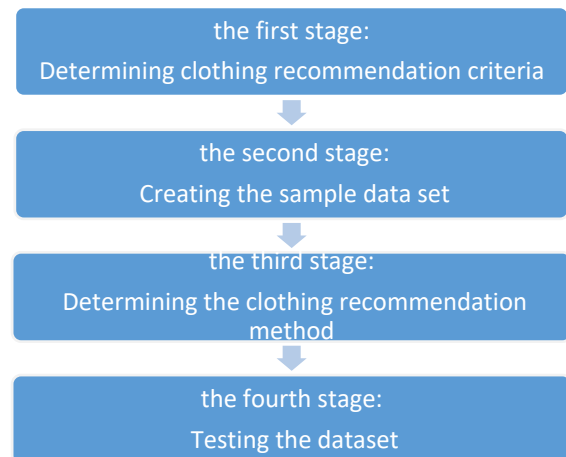 the first stage:
Determining clothing recommendation criteria
the second stage:
Creating the sample data set
the third stage:
Determining the clothing recommendation
method
the fourth stage:
Testing the dataset